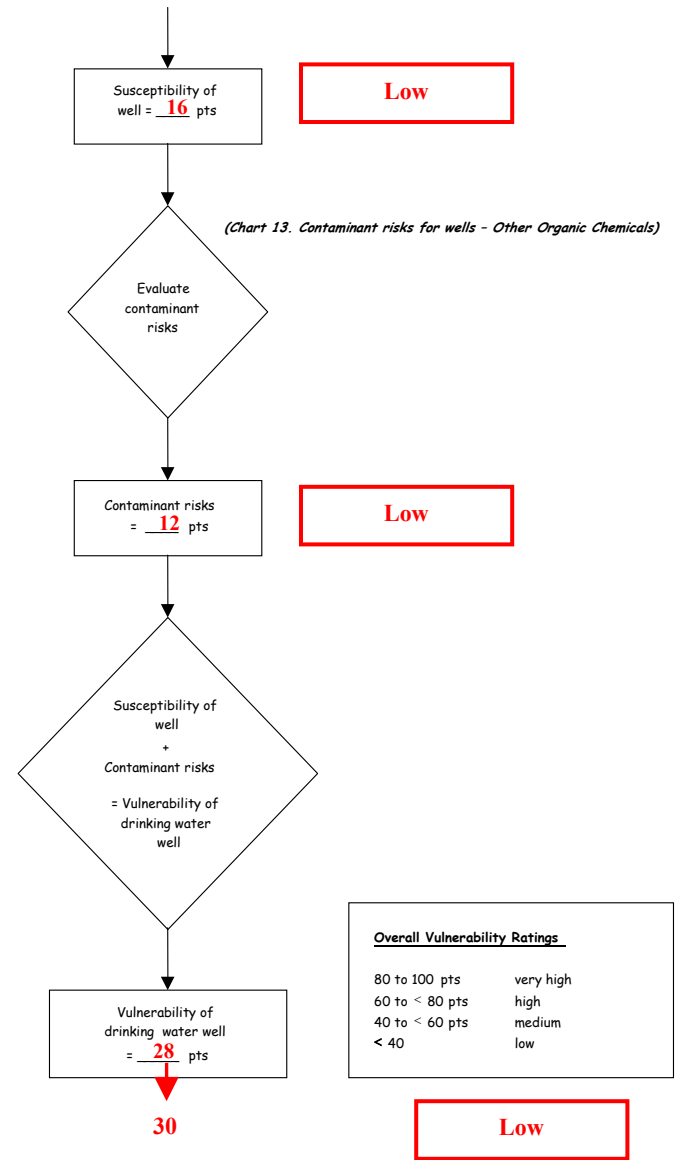 Susceptibility of
well = 16 pts
Low
(Chart 13. Contaminant risks for wells – Other Organic Chemicals)
Evaluate
contaminant
risks
Contaminant risks
= 12 pts
Low
Susceptibility of
well
+
Contaminant risks
= Vulnerability of
drinking water
well
Overall Vulnerability Ratings
80 to 100 pts very high
60 to < 80 pts high
40 to < 60 pts medium
< 40 low
Vulnerability of
drinking water well
= 28 pts
30
Low